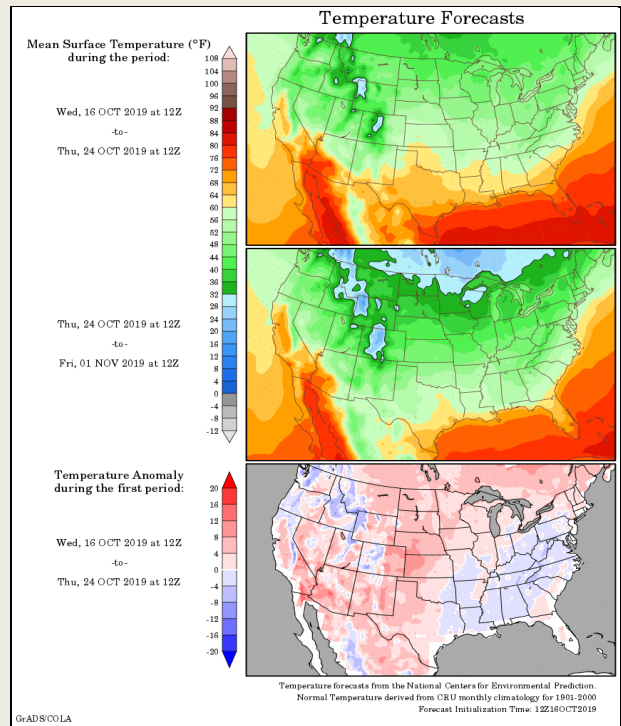 Temperature Forecasts
Mean Surface Temperature (°F)
during the period:
Wed, 16 OCT 2019 at 12Z
-to-
Thu, 24 OCT 2019 at 12Z
108
104
100
96
92
88
84
80
76
72
68
64
60
56
52
48
44
40
36
32
28
24
20
16
12
8
4
0
-4
-8
-12
Thu, 24 OCT 2019 at 12Z
-to-
Fri, 01 NOV 2019 at 12Z
Temperature Anomaly
during the first period:
Wed, 16 OCT 2019 at 12Z
-to-
Thu, 24 OCT 2019 at 12Z
20
16
12
8
4
0
-4
-8
-12
-16
-20
Temperature forecasts from the National Centers for Environmental Prediction.
Normal Temperature derived from CRU monthly climatology for 1901-2000
Forecast Initialization Time: 12Z16OCT2019
GrADS/COLA